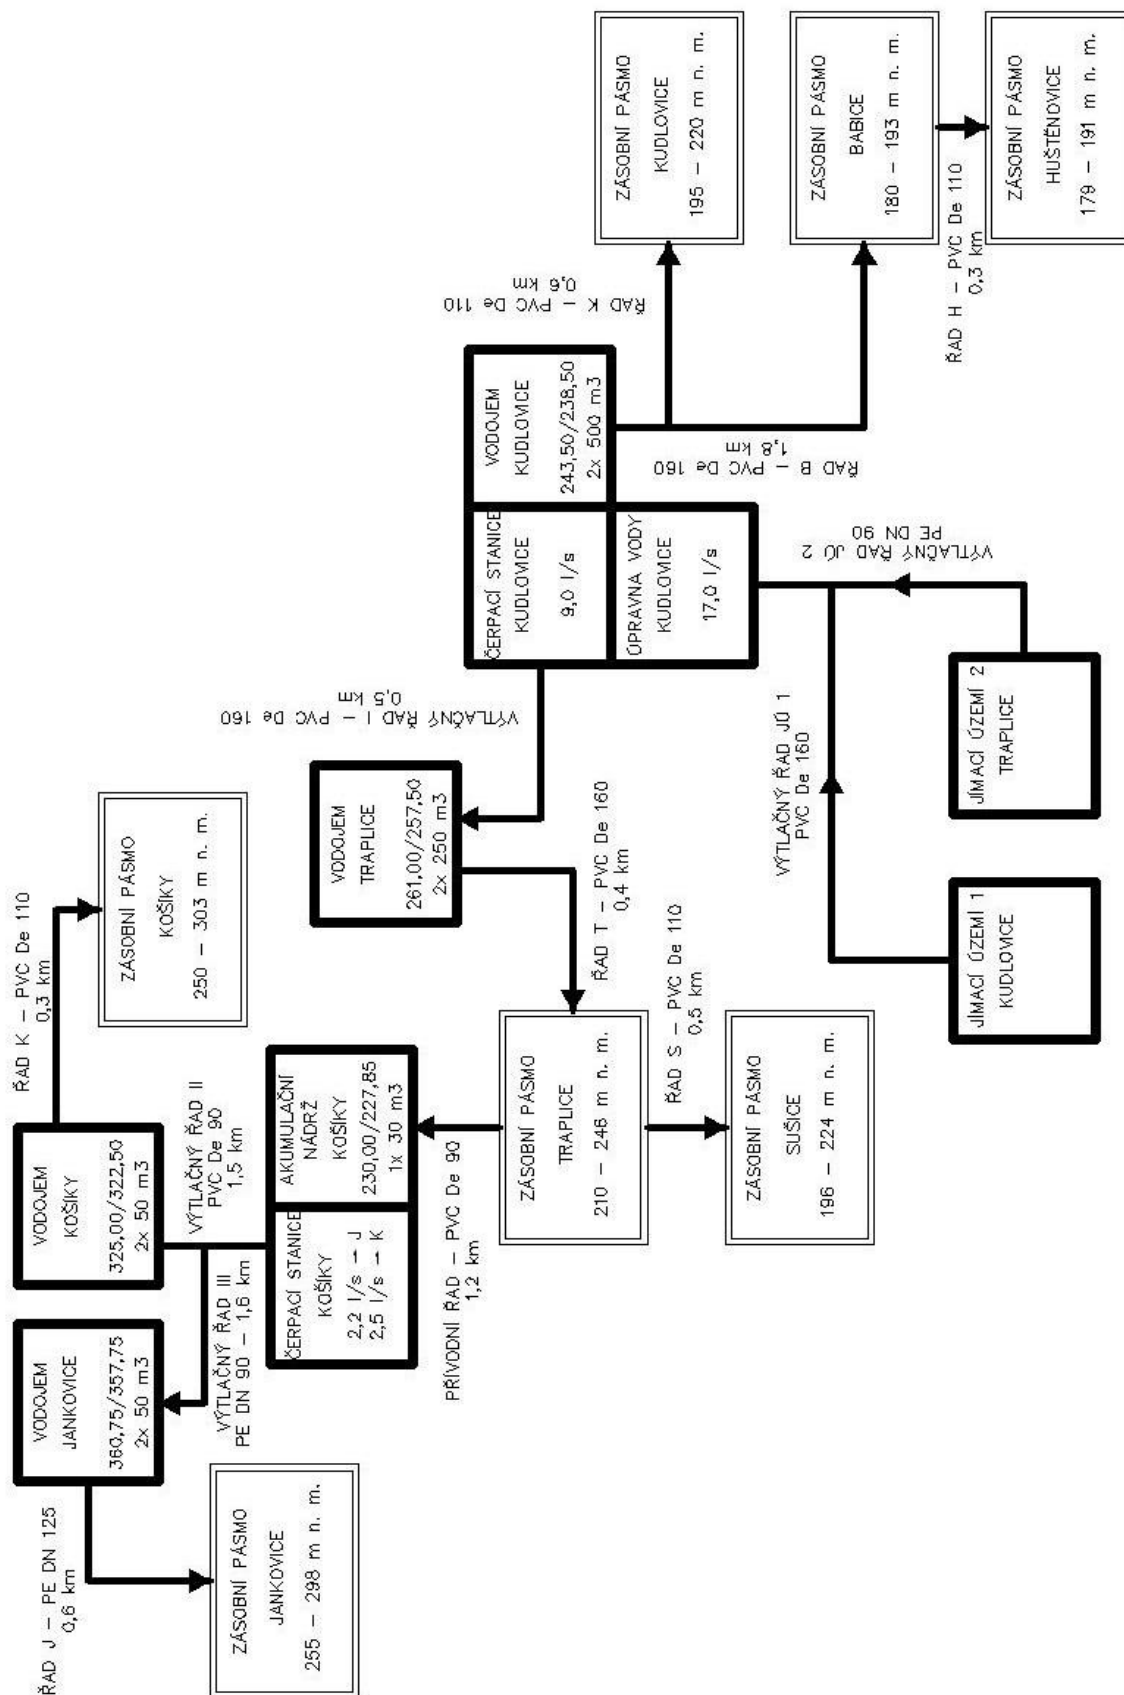 ŘAD J – PE DN 125
0,6 km
VODOJEM
JANKOVICE
360,75/357,75
2x 50 m3
ZÁSOBNÍ PÁSMO
JANKOVICE
255 – 298 m n. m.
VÝTLAČNÝ ŘAD III
PE DN 90 – 1,6 km
VODOJEM
KOŠÍKY
325,00/322,50
2x 50 m3
ŘAD K – PVC De 110
0,3 km
ZÁSOBNÍ PÁSMO
KOŠÍKY
250 – 303 m n. m.
VÝTLAČNÝ ŘAD II
PVC De 90
1,5 km
ČERPACÍ STANICE
KOŠÍKY
2,2 l/s → J
2,5 l/s → K
AKUMULAČNÍ
NÁDRŽ
KOŠÍKY
230,00/227,85
1x 30 m3
PŘÍVODNÍ ŘAD – PVC De 90
1,2 km
ZÁSOBNÍ PÁSMO
TRAPLICE
210 – 246 m n. m.
ŘAD S – PVC De 110
0,5 km
ZÁSOBNÍ PÁSMO
SUŠICE
196 – 224 m n. m.
VODOJEM
TRAPLICE
261,00/257,50
2x 250 m3
ŘAD T – PVC De 160
0,4 km
VÝTLAČNÝ ŘAD I – PVC De 160
0,5 km
ČERPACÍ STANICE
KUDLOVICE
9,0 l/s
VODOJEM
KUDLOVICE
243,50/238,50
2x 500 m3
ÚPRAVNA VODY
KUDLOVICE
17,0 l/s
ŘAD K – PVC De 110
0,6 km
ZÁSOBNÍ PÁSMO
KUDLOVICE
195 – 220 m n. m.
ŘAD B – PVC De 160
1,8 km
ZÁSOBNÍ PÁSMO
BABICE
180 – 193 m n. m.
ŘAD H – PVC De 110
0,3 km
ZÁSOBNÍ PÁSMO
HUŠTĚNOVICE
179 – 191 m n. m.
VÝTLAČNÝ ŘAD JÚ 1
PVC De 160
VÝTLAČNÝ ŘAD JÚ 2
PE DN 90
JÍMACÍ ÚZEMÍ 1
KUDLOVICE
JÍMACÍ ÚZEMÍ 2
TRAPLICE